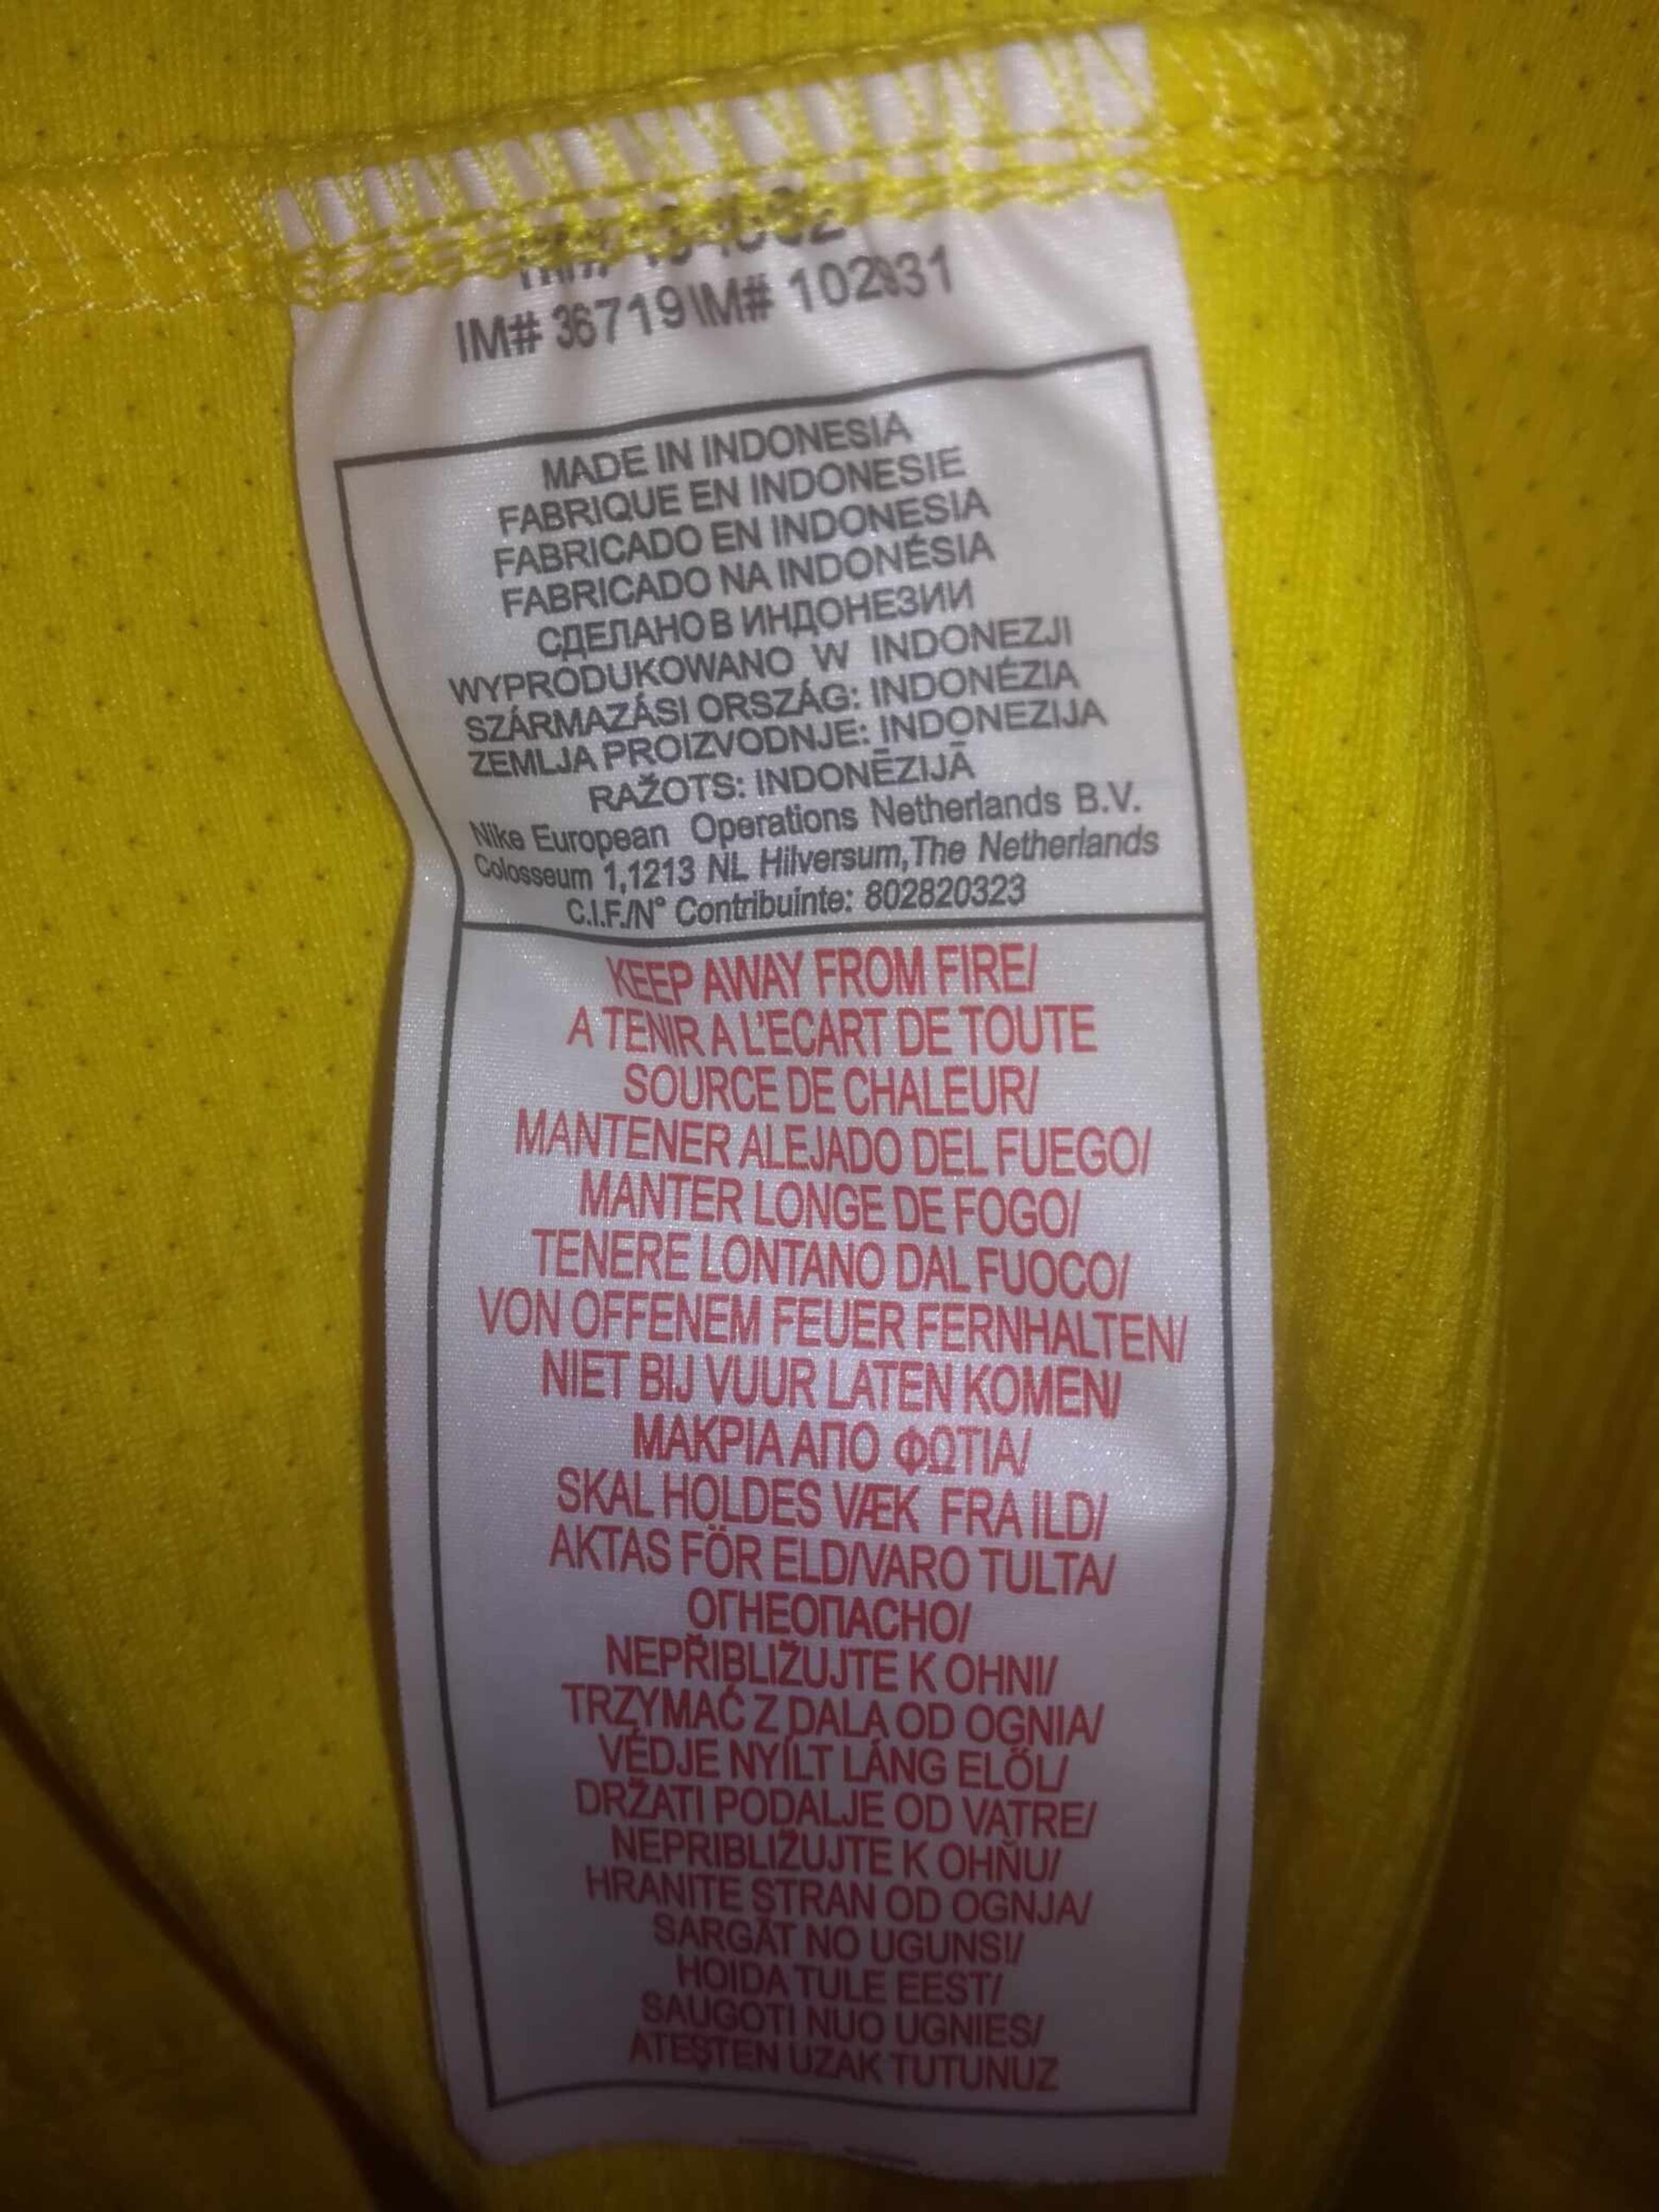 IM# 36719 IM# 102931
MADE IN INDONESIA
FABRIQUE EN INDONESIE
FABRICADO EN INDONESIA
FABRICADO NA INDONÉSIA
СДЕЛАНО В ИНДОНЕЗИИ
WYPRODUKOWANO W INDONEZJI
SZÁRMAZÁSI ORSZÁG: INDONÉZIA
ZEMLJA PROIZVODNJE: INDONEZIJA
RAŽOTS: INDONĒZIJĀ
Nike European Operations Netherlands B.V.
Colosseum 1,1213 NL Hilversum,The Netherlands
C.I.F./N° Contribuinte: 802820323
KEEP AWAY FROM FIRE/
A TENIR A L'ECART DE TOUTE
SOURCE DE CHALEUR/
MANTENER ALEJADO DEL FUEGO/
MANTER LONGE DE FOGO/
TENERE LONTANO DAL FUOCO/
VON OFFENEM FEUER FERNHALTEN/
NIET BIJ VUUR LATEN KOMEN/
ΜΑΚΡΙΑ ΑΠΟ ΦΩΤΙΑ/
SKAL HOLDES VÆK FRA ILD/
AKTAS FÖR ELD/VARO TULTA/
ОГНЕОПАСНО/
NEPŘIBLIŽUJTE K OHNI/
TRZYMAĆ Z DALA OD OGNIA/
VÉDJE NYÍLT LÁNG ELŐL/
DRŽATI PODALJE OD VATRE/
NEPRIBLIŽUJTE K OHŇU/
HRANITE STRAN OD OGNJA/
SARGĀT NO UGUNS!/
HOIDA TULE EEST/
SAUGOTI NUO UGNIES/
ATEŞTEN UZAK TUTUNUZ